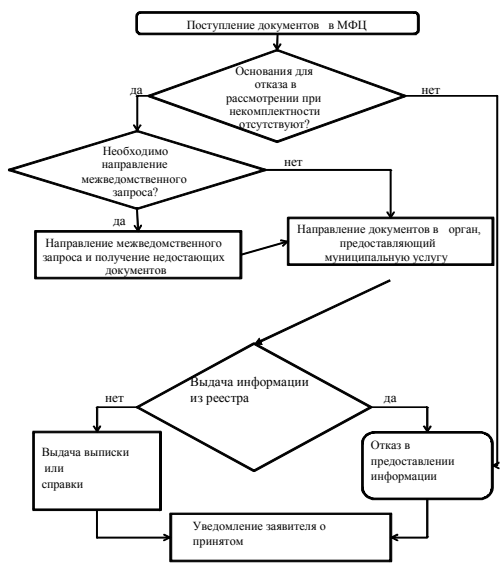 Поступление документов в МФЦ
Основания для
отказа в
рассмотрении при
некомплектности
отсутствуют?
да
нет
Необходимо
направление
межведомственного
запроса?
нет
да
Направление межведомственного
запроса и получение недостающих
документов
Направление документов в орган,
предоставляющий
муниципальную услугу
Выдача информации
из реестра
нет
да
Выдача выписки
или
справки
Отказ в
предоставлении
информации
Уведомление заявителя о
принятом